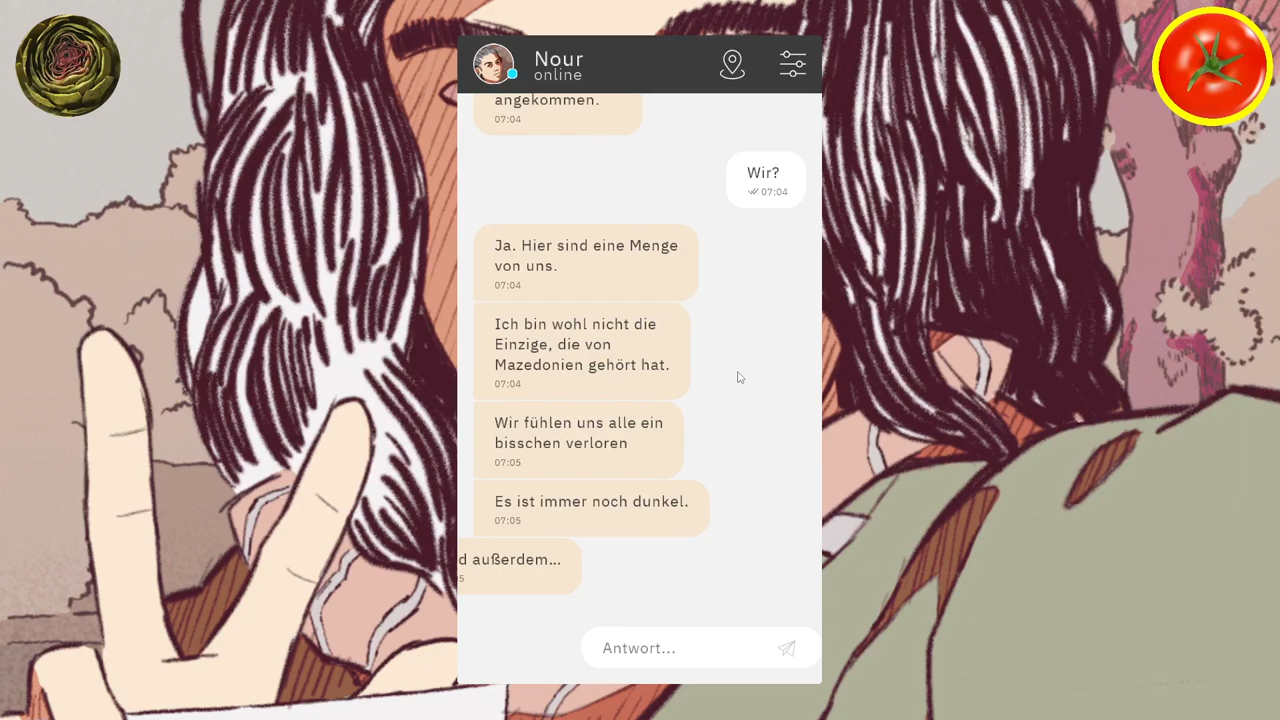 Nour
online
angekommen.
07:04
Wir?
07:04
Ja. Hier sind eine Menge
von uns.
07:04
Ich bin wohl nicht die
Einzige, die von
Mazedonien gehört hat.
07:04
Wir fühlen uns alle ein
bisschen verloren
07:05
Es ist immer noch dunkel.
07:05
d außerdem...
5
Antwort...